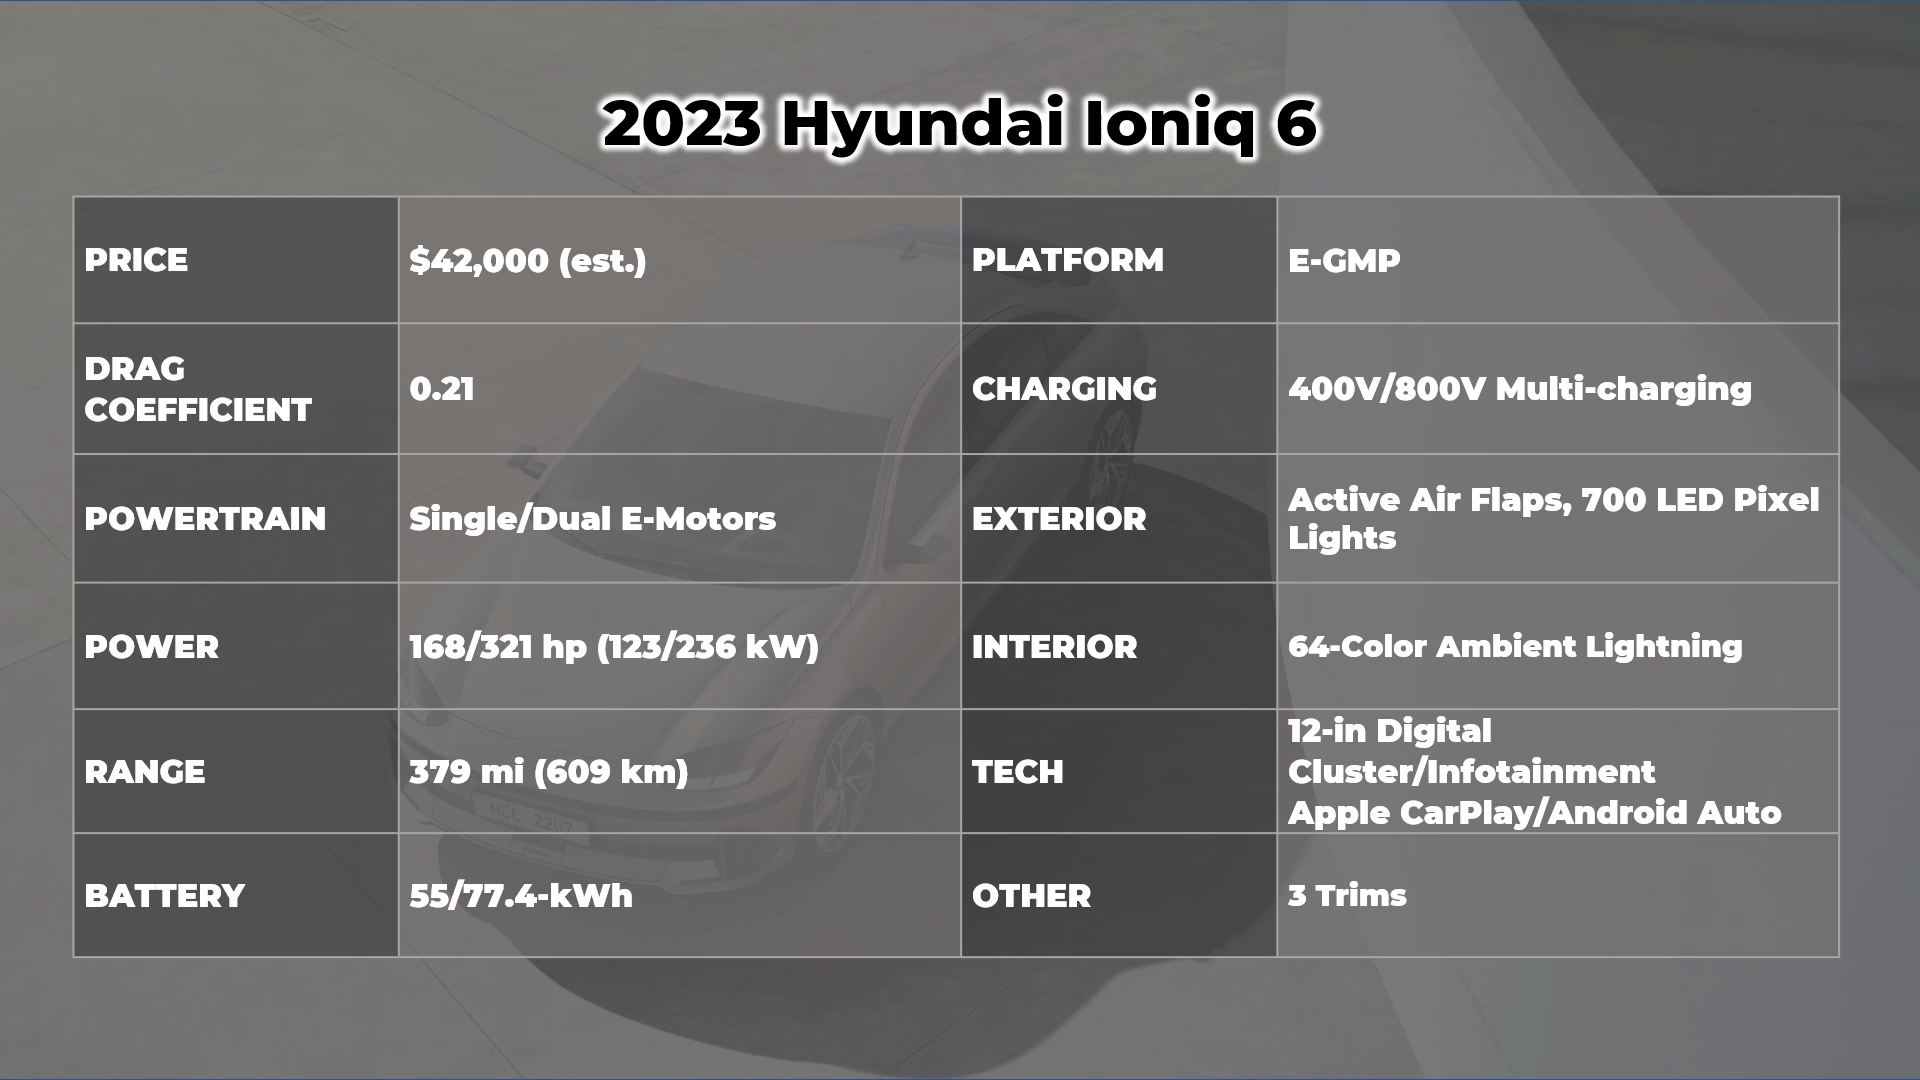 2023 Hyundai Ioniq 6
PRICE
$42,000 (est.)
PLATFORM
E-GMP
DRAG
COEFFICIENT
0.21
CHARGING
400V/800V Multi-charging
POWERTRAIN
Single/Dual E-Motors
EXTERIOR
Active Air Flaps, 700 LED Pixel
Lights
POWER
168/321 hp (123/236 kW)
INTERIOR
64-Color Ambient Lightning
RANGE
379 mi (609 km)
TECH
12-in Digital
Cluster/Infotainment
Apple CarPlay/Android Auto
HCE 2207
BATTERY
55/77.4-kWh
OTHER
3 Trims